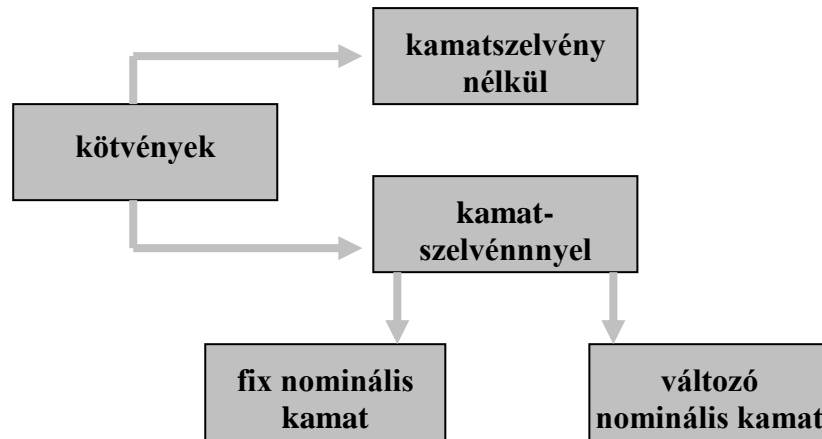 kamatszelvény
nélkül
kötvények
kamat-
szelvénnnyel
fix nominális
kamat
változó
nominális kamat